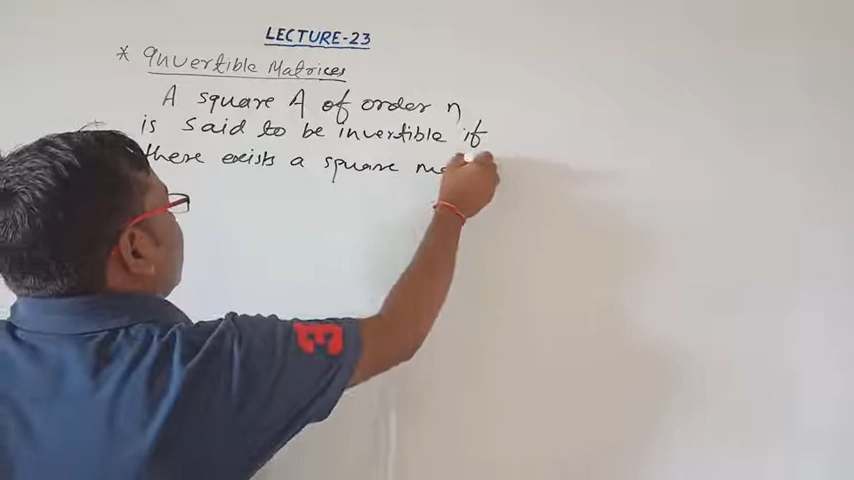 LECTURE-23
* Invertible Matrices
A square A of order n
is said to be invertible if
there exists a square
E